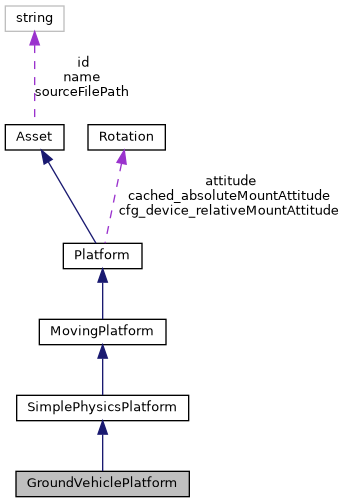 string
id
name
sourceFilePath
Asset
Rotation
attitude
cached_absoluteMountAttitude
cfg_device_relativeMountAttitude
Platform
MovingPlatform
SimplePhysicsPlatform
GroundVehiclePlatform